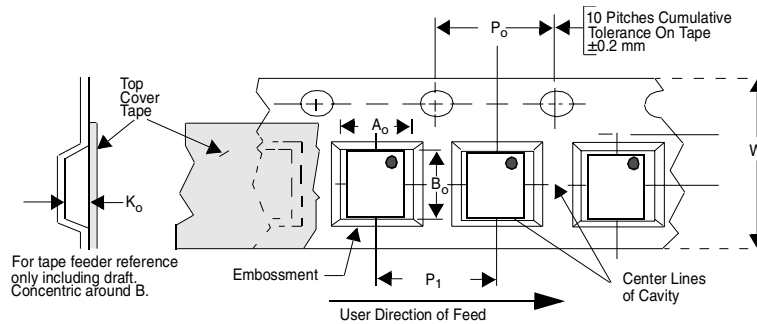 Po
10 Pitches Cumulative
Tolerance On Tape
±0.2 mm
Top
Cover
Tape
Ao
W
Bo
Ko
For tape feeder reference
only including draft.
Concentric around B.
Embossment
P1
Center Lines
of Cavity
User Direction of Feed